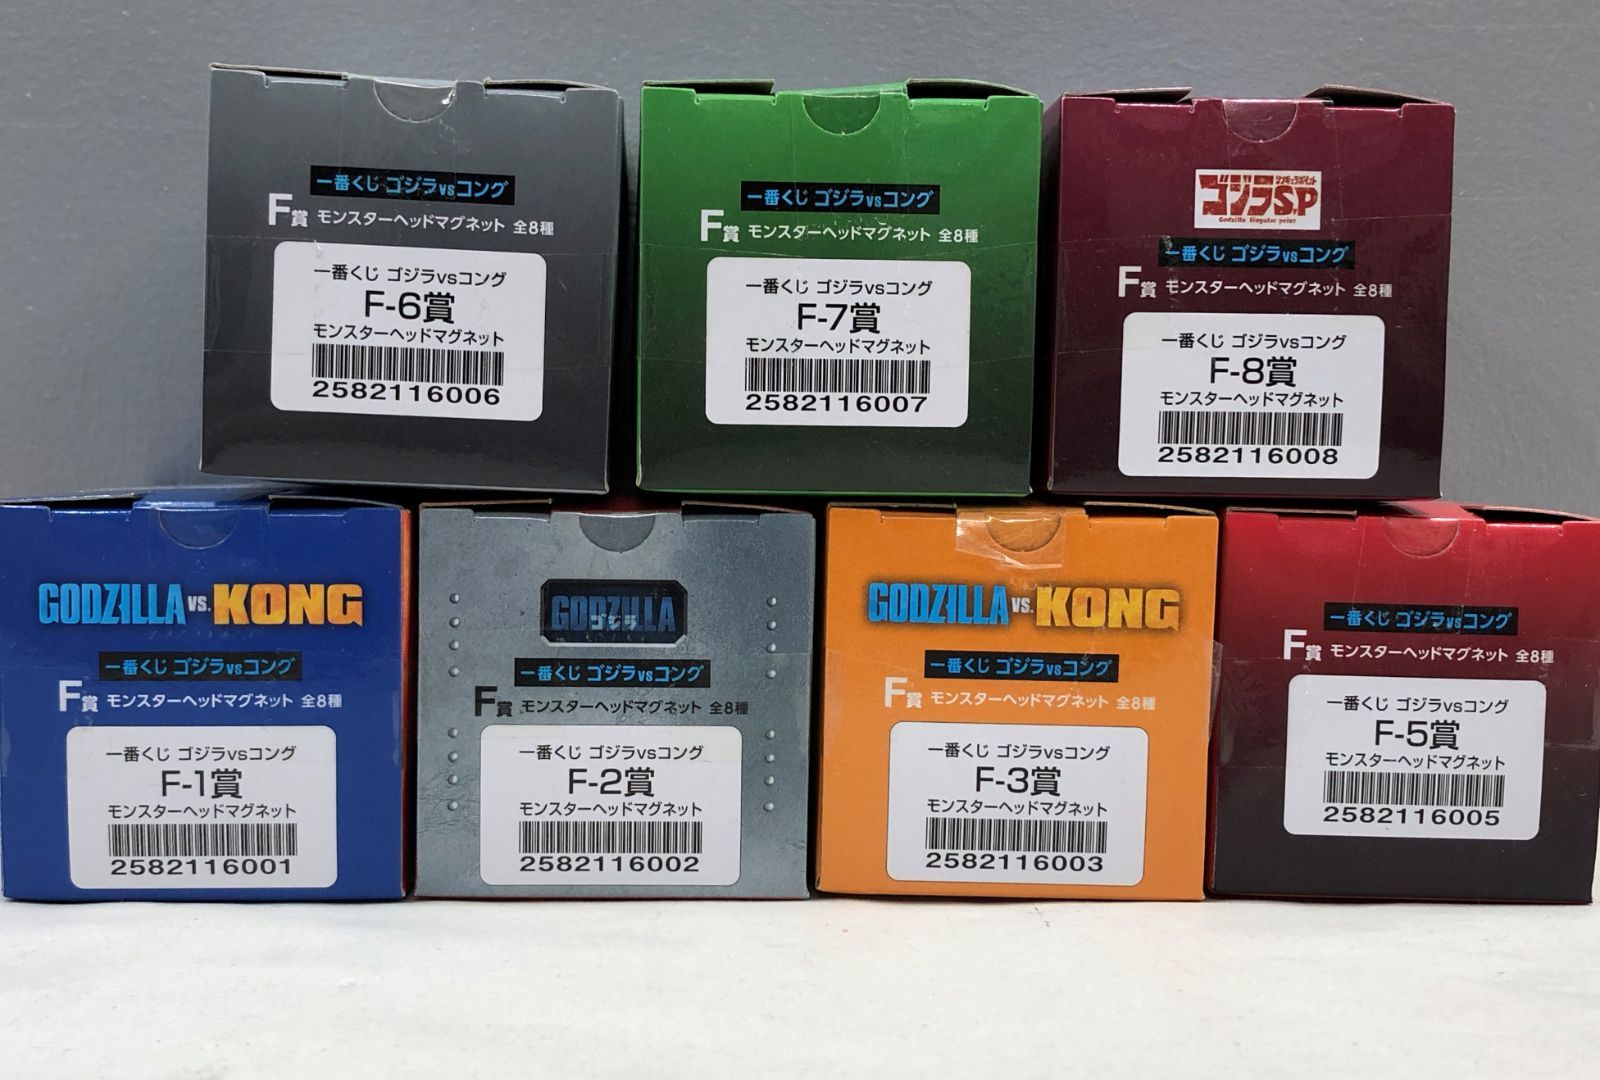 一番くじ ゴジラvsコング
F賞 モンスターヘッドマグネット 全8種
一番くじ ゴジラvsコング
F-6賞
モンスターヘッドマグネット
2582116006
一番くじ ゴジラvsコング
F賞 モンスターヘッドマグネット 全8種
一番くじ ゴジラvsコング
F-7賞
モンスターヘッドマグネット
2582116007
シンギュラポイント
ゴジラS.P
Godzilla Singular point
一番くじ ゴジラvsコング
F賞 モンスターヘッドマグネット 全8種
一番くじ ゴジラvsコング
F-8賞
モンスターヘッドマグネット
2582116008
GODZILLA VS. KONG
一番くじ ゴジラvsコング
F賞 モンスターヘッドマグネット 全8種
一番くじ ゴジラvsコング
F-1賞
モンスターヘッドマグネット
2582116001
GODZILLA
ゴジラ
一番くじ ゴジラvsコング
F賞 モンスターヘッドマグネット 全8種
一番くじ ゴジラvsコング
F-2賞
モンスターヘッドマグネット
2582116002
GODZILLA VS. KONG
一番くじ ゴジラvsコング
F賞 モンスターヘッドマグネット 全8種
一番くじ ゴジラvsコング
F-3賞
モンスターヘッドマグネット
2582116003
一番くじ ゴジラvsコング
F賞 モンスターヘッドマグネット 全8種
一番くじ ゴジラvsコング
F-5賞
モンスターヘッドマグネット
2582116005